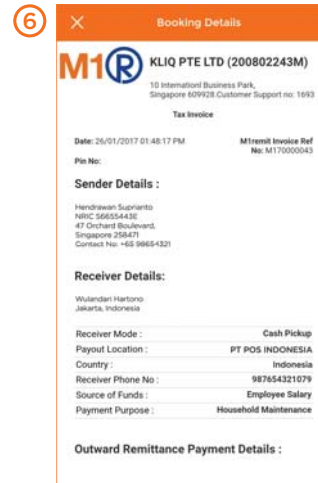 6
Booking Details
M1R
KLIQ PTE LTD (200802243M)
10 Internationl Business Park,
Singapore 609928.Customer Support no: 1693
Tax Invoice
Date: 26/01/2017 01:48:17 PM
M1remit Invoice Ref
No: M170000043
Pin No:
Sender Details :
Hendrawan Suprianto
NRIC S6655443E
47 Orchard Boulevard,
Singapore 258471
Contact No: +65 98654321
Receiver Details:
Wulandari Hartono
Jakarta, Indonesia
Receiver Mode : Cash Pickup
Payout Location : PT POS INDONESIA
Country : Indonesia
Receiver Phone No : 987654321079
Source of Funds : Employee Salary
Payment Purpose : Household Maintenance
Outward Remittance Payment Details :